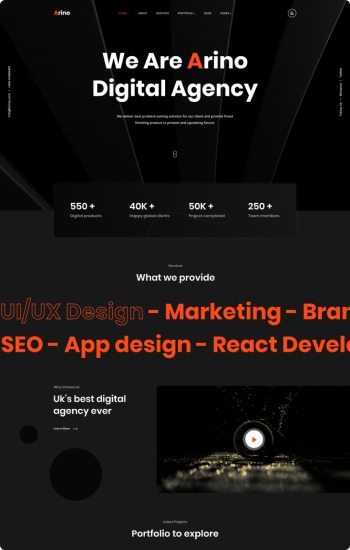 Arino
HOME
ABOUT
SERVICES
PORTFOLIO
BLOG
PAGES
We Are Arino
Digital Agency
We deliver best problem solving solution for our client and provide finest
finishing product in present and upcoming future.
550 +
Digital products
40K +
Happy global clients
50K +
Project completed
250 +
Team members
Services
What we provide
UI/UX Design - Marketing - Bran
SEO - App design - React Develo
Why Choose Us
Uk's best digital
agency ever
Learn More
Latest Projects
Portfolio to explore